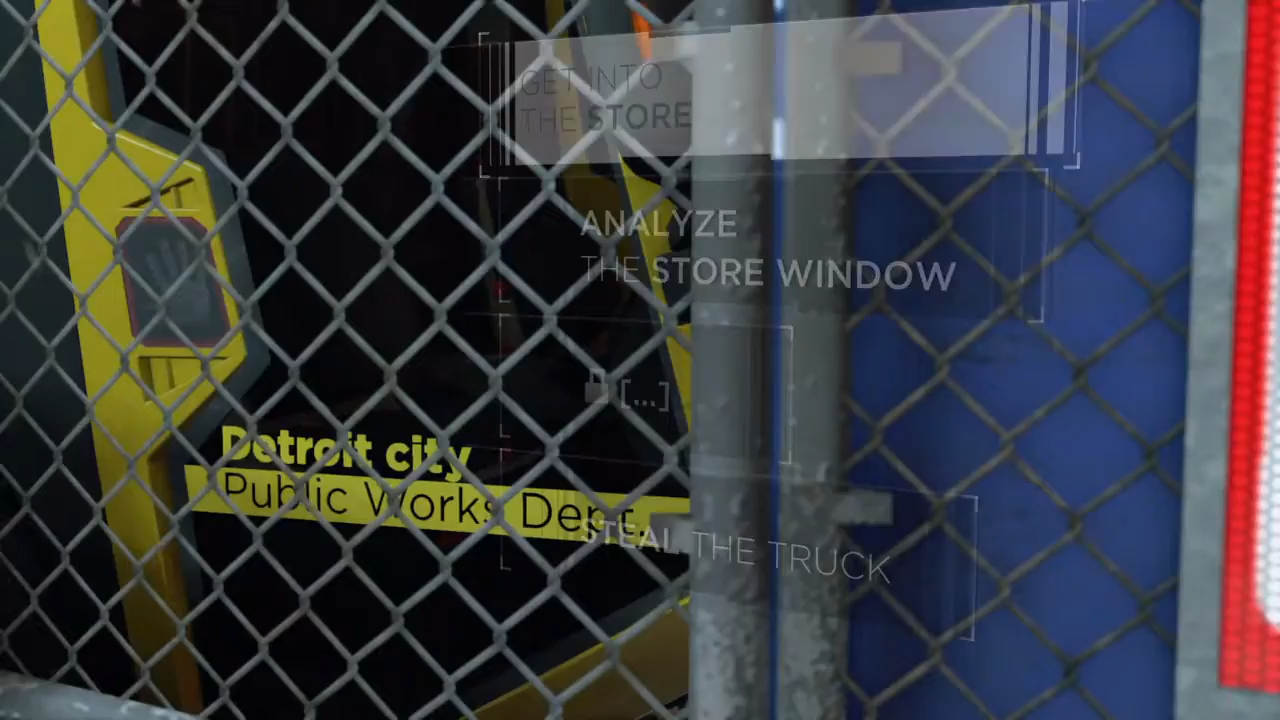 GET INTO
THE STORE
ANALYZE
THE STORE WINDOW
[...]
Detroit city
Public Works Dept.
STEAL THE TRUCK